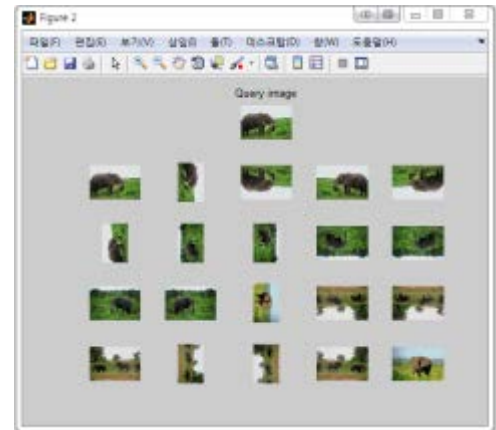 Figure 2
파일(F) 편집(E) 보기(V) 삽입(I) 툴(T) 데스크탑(D) 창(W) 도움말(H)
Query image